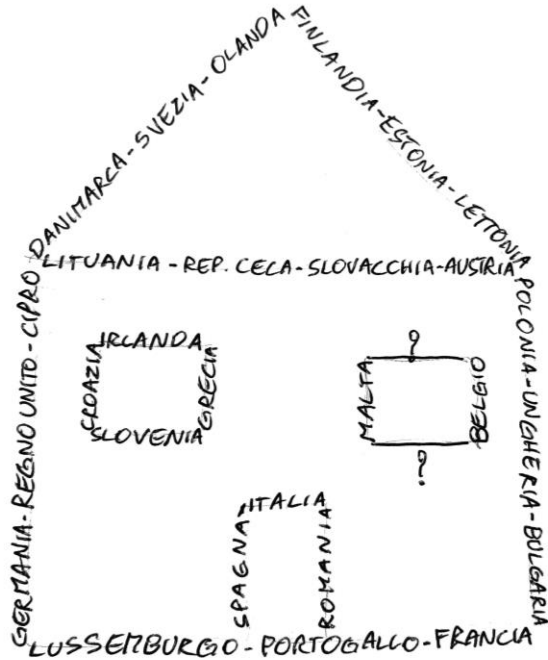 DANIMARCA - SVEZIA - OLANDA
FINLANDIA - ESTONIA - LETTONIA
LITUANIA - REP. CECA - SLOVACCHIA - AUSTRIA
GERMANIA - REGNO UNITO - CIPRO
POLONIA - UNGHERIA - BULGARIA
IRLANDA
CROAZIA
GRECIA
SLOVENIA
?
MALTA
BELGIO
?
ITALIA
SPAGNA
ROMANIA
LUSSEMBURGO - PORTOGALLO - FRANCIA